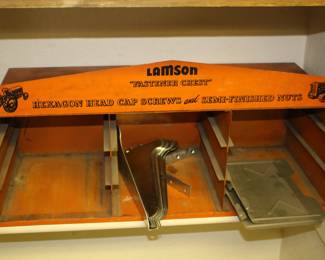 LAMSON
"FASTENER CHEST"
HEXAGON HEAD CAP SCREWS and SEMI-FINISHED NUTS